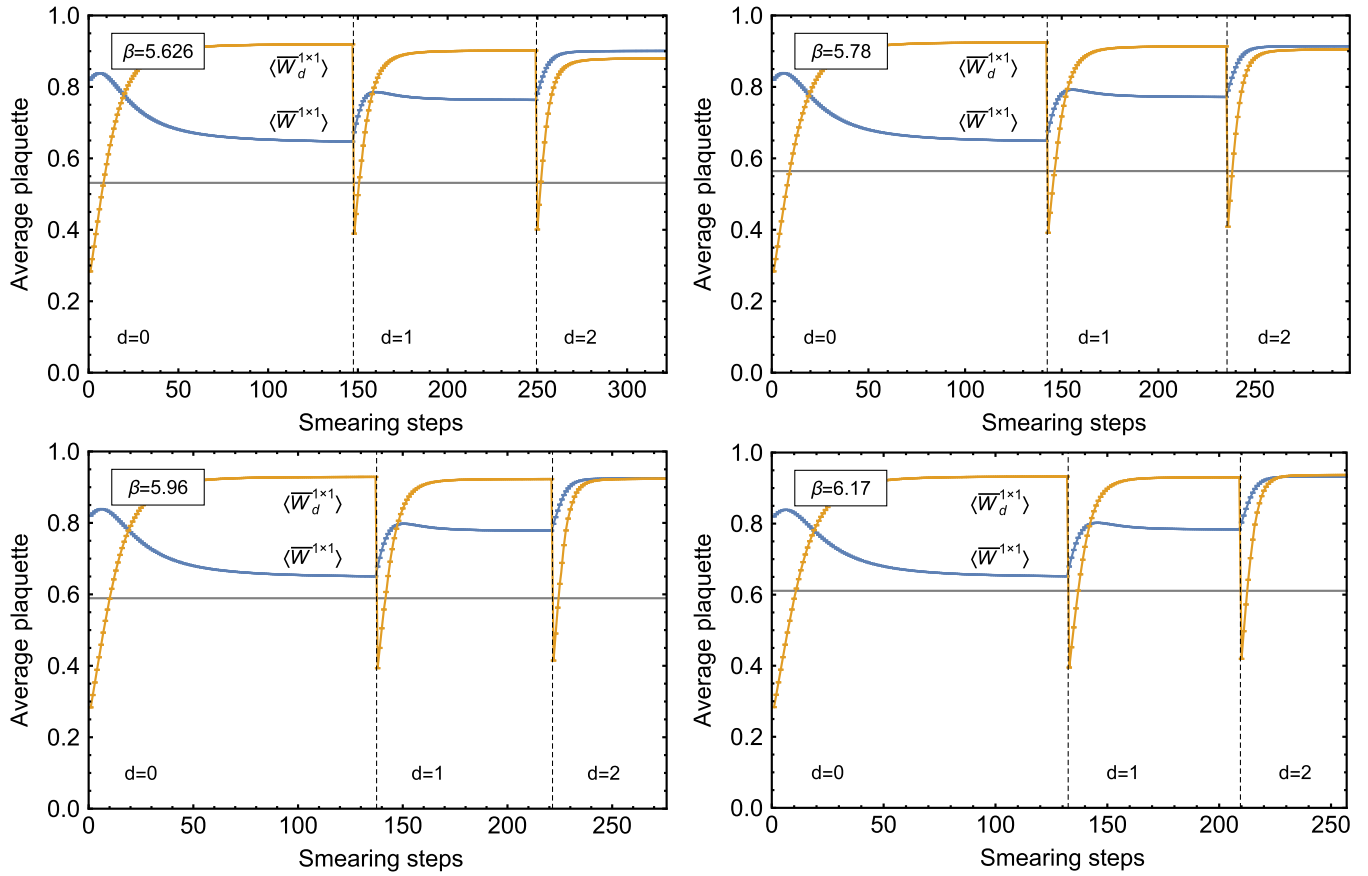 1.0
β=5.626
0.8
⟨W̅_d^{1×1}⟩
⟨W̅^{1×1}⟩
0.6
0.4
0.2
d=0
d=1
d=2
0.0
0 50 100 150 200 250 300
Smearing steps
Average plaquette
1.0
β=5.78
0.8
⟨W̅_d^{1×1}⟩
⟨W̅^{1×1}⟩
0.6
0.4
0.2
d=0
d=1
d=2
0.0
0 50 100 150 200 250
Smearing steps
Average plaquette
1.0
β=5.96
0.8
⟨W̅_d^{1×1}⟩
⟨W̅^{1×1}⟩
0.6
0.4
0.2
d=0
d=1
d=2
0.0
0 50 100 150 200 250
Smearing steps
Average plaquette
1.0
β=6.17
0.8
⟨W̅_d^{1×1}⟩
⟨W̅^{1×1}⟩
0.6
0.4
0.2
d=0
d=1
d=2
0.0
0 50 100 150 200 250
Smearing steps
Average plaquette